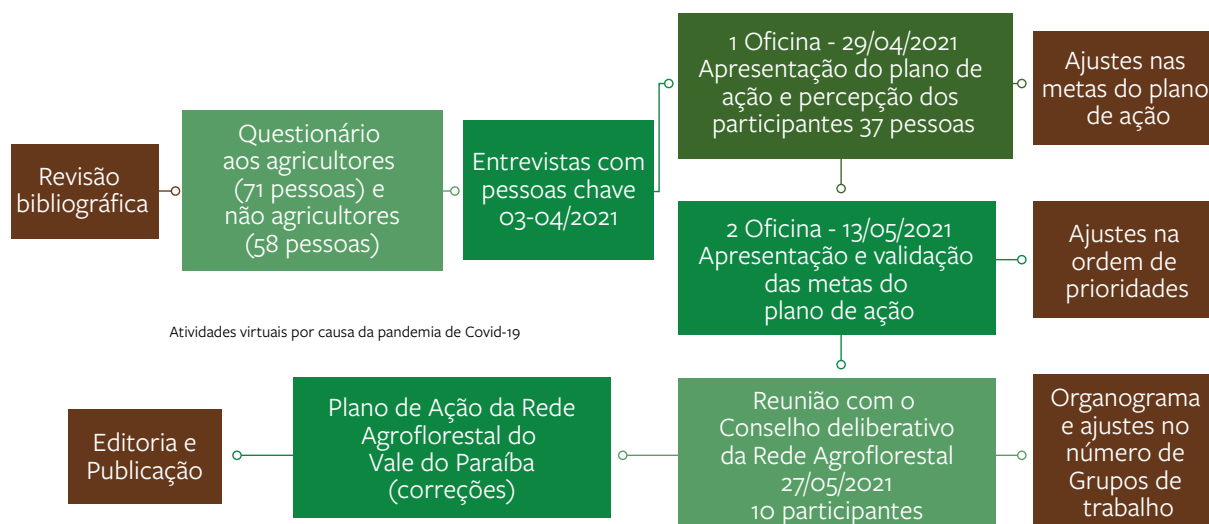 Revisão
bibliográfica
Questionário
aos agricultores
(71 pessoas) e
não agricultores
(58 pessoas)
Entrevistas com
pessoas chave
03-04/2021
1 Oficina - 29/04/2021
Apresentação do plano de
ação e percepção dos
participantes 37 pessoas
Ajustes nas
metas do plano
de ação
2 Oficina - 13/05/2021
Apresentação e validação
das metas do
plano de ação
Ajustes na
ordem de
prioridades
Atividades virtuais por causa da pandemia de Covid-19
Reunião com o
Conselho deliberativo
da Rede Agroflorestal
27/05/2021
10 participantes
Organograma
e ajustes no
número de
Grupos de
trabalho
Plano de Ação da Rede
Agroflorestal do
Vale do Paraíba
(correções)
Editoria e
Publicação